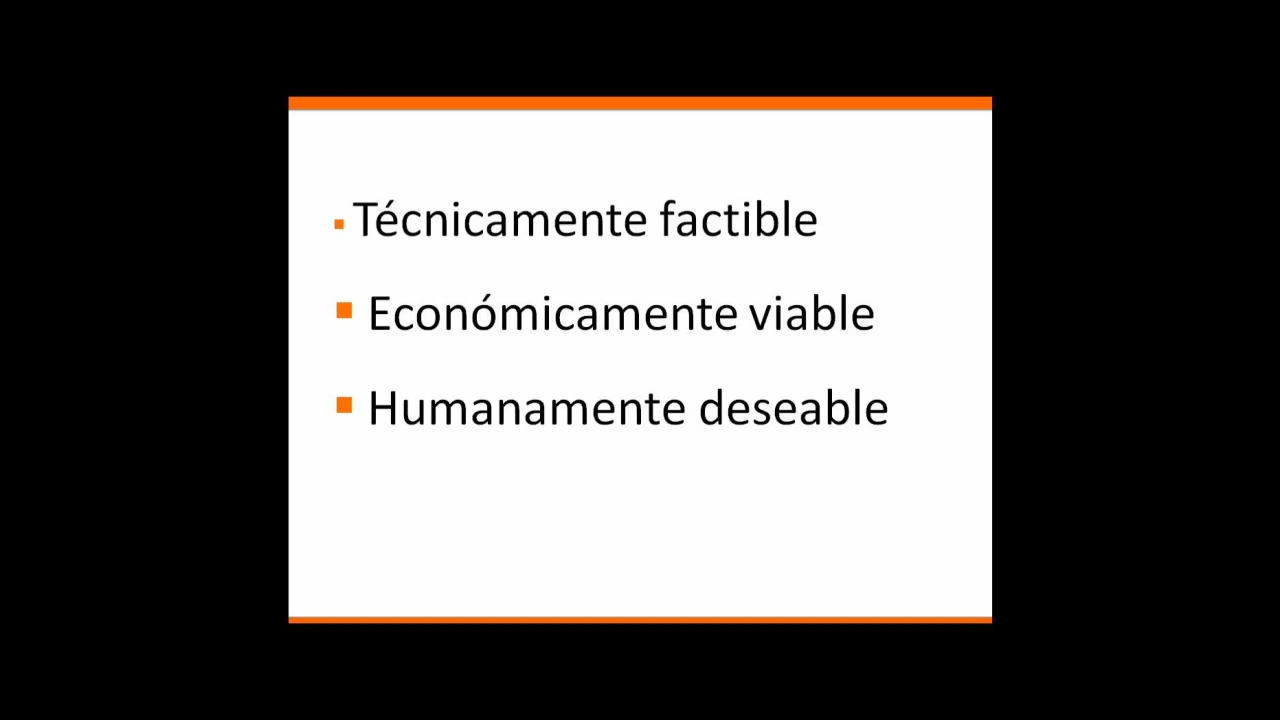 ▪ Técnicamente factible
▪ Económicamente viable
▪ Humanamente deseable